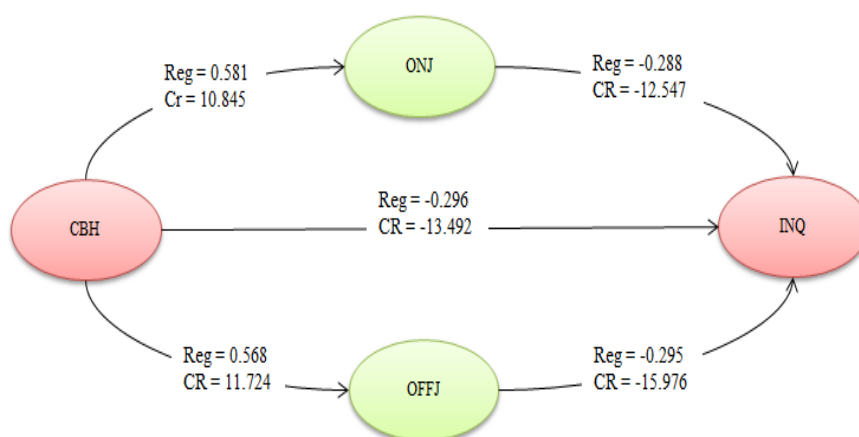 ONJ
Reg = 0.581
Cr = 10.845
Reg = -0.288
CR = -12.547
CBH
Reg = -0.296
CR = -13.492
INQ
Reg = 0.568
CR = 11.724
OFFJ
Reg = -0.295
CR = -15.976